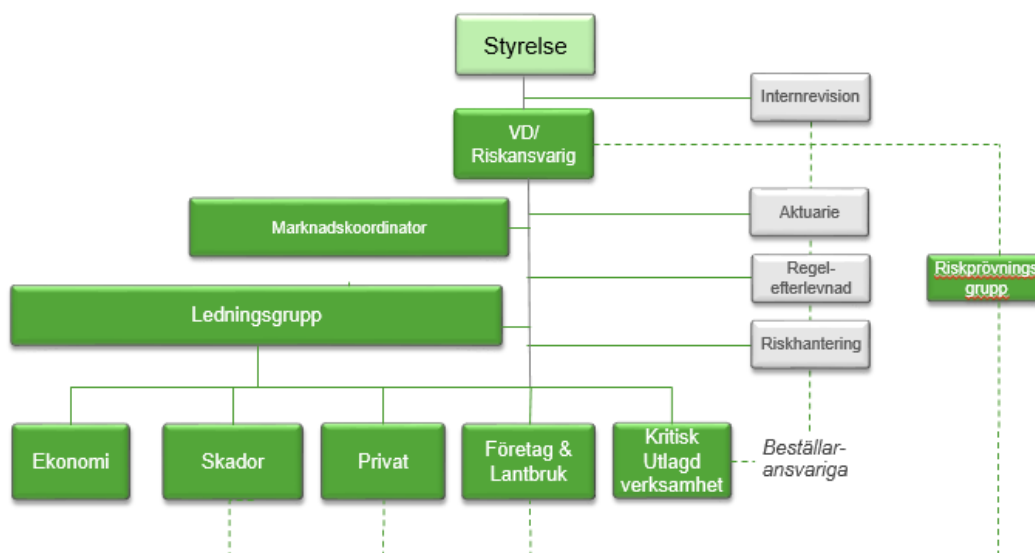 Styrelse
Internrevision
VD/
Riskansvarig
Aktuarie
Marknadskoordinator
Regel-
efterlevnad
Riskprövnings
grupp
Ledningsgrupp
Riskhantering
Ekonomi
Skador
Privat
Företag &
Lantbruk
Kritisk
Utlagd
verksamhet
Beställar-
ansvariga